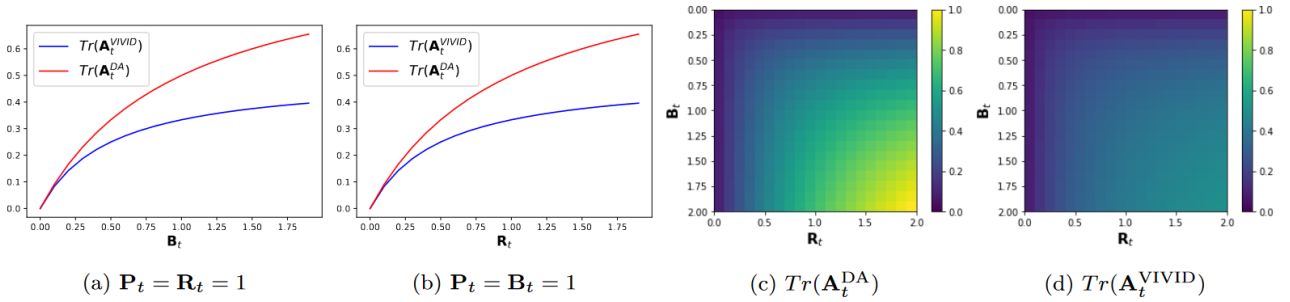 Tr(A_t^{VIVID})
Tr(A_t^{DA})
0.6
0.5
0.4
0.3
0.2
0.1
0.0
0.00 0.25 0.50 0.75 1.00 1.25 1.50 1.75
B_t
(a) P_t = R_t = 1
Tr(A_t^{VIVID})
Tr(A_t^{DA})
0.6
0.5
0.4
0.3
0.2
0.1
0.0
0.00 0.25 0.50 0.75 1.00 1.25 1.50 1.75
R_t
(b) P_t = B_t = 1
0.00
0.25
0.50
0.75
1.00
1.25
1.50
1.75
2.00
B_t
0.0 0.5 1.0 1.5 2.0
R_t
1.0
0.8
0.6
0.4
0.2
0.0
(c) Tr(A_t^{DA})
0.00
0.25
0.50
0.75
1.00
1.25
1.50
1.75
2.00
B_t
0.0 0.5 1.0 1.5 2.0
R_t
1.0
0.8
0.6
0.4
0.2
0.0
(d) Tr(A_t^{VIVID})